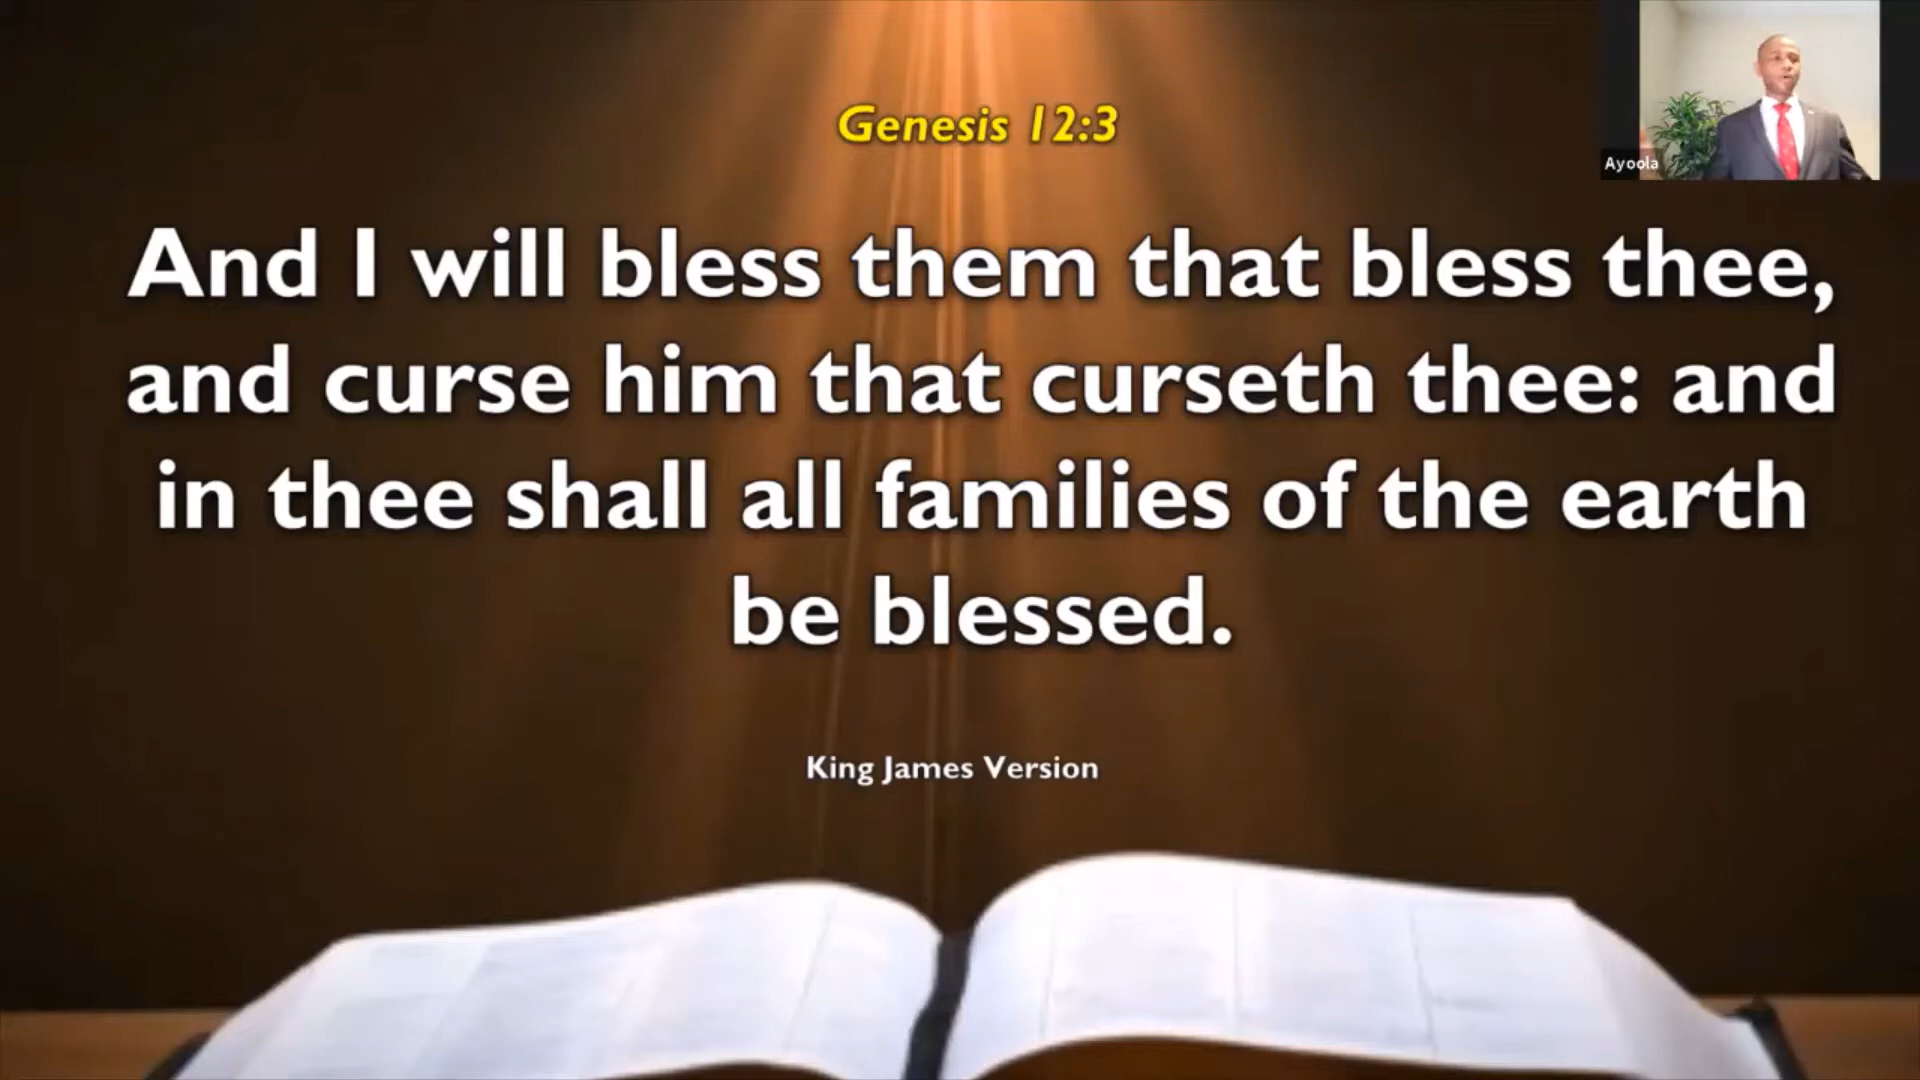 Genesis 12:3
Ayoola
And I will bless them that bless thee,
and curse him that curseth thee: and
in thee shall all families of the earth
be blessed.
King James Version